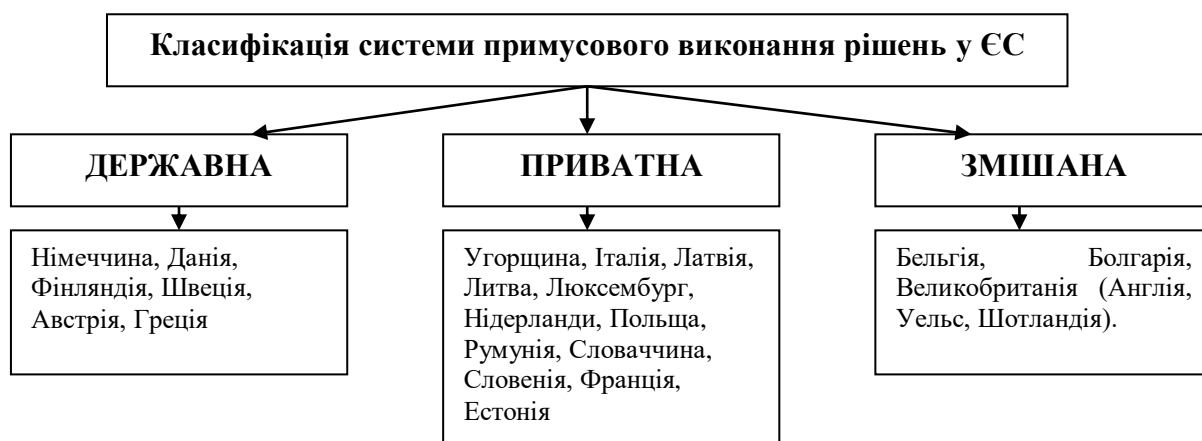 Класифікація системи примусового виконання рішень у ЄС
ДЕРЖАВНА
ПРИВАТНА
ЗМІШАНА
Німеччина, Данія,
Фінляндія, Швеція,
Австрія, Греція
Угорщина, Італія, Латвія,
Литва, Люксембург,
Нідерланди, Польща,
Румунія, Словаччина,
Словенія, Франція,
Естонія
Бельгія, Болгарія,
Великобританія (Англія,
Уельс, Шотландія).